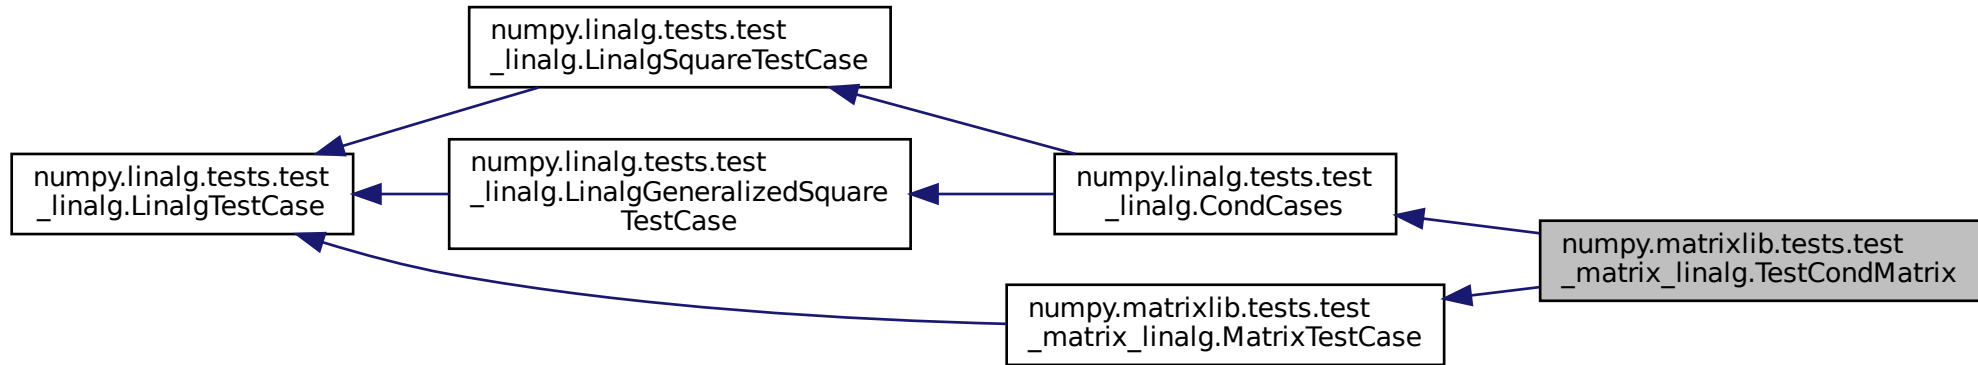 numpy.linalg.tests.test
_linalg.LinalgSquareTestCase
numpy.linalg.tests.test
_linalg.LinalgTestCase
numpy.linalg.tests.test
_linalg.LinalgGeneralizedSquare
TestCase
numpy.linalg.tests.test
_linalg.CondCases
numpy.matrixlib.tests.test
_matrix_linalg.TestCondMatrix
numpy.matrixlib.tests.test
_matrix_linalg.MatrixTestCase